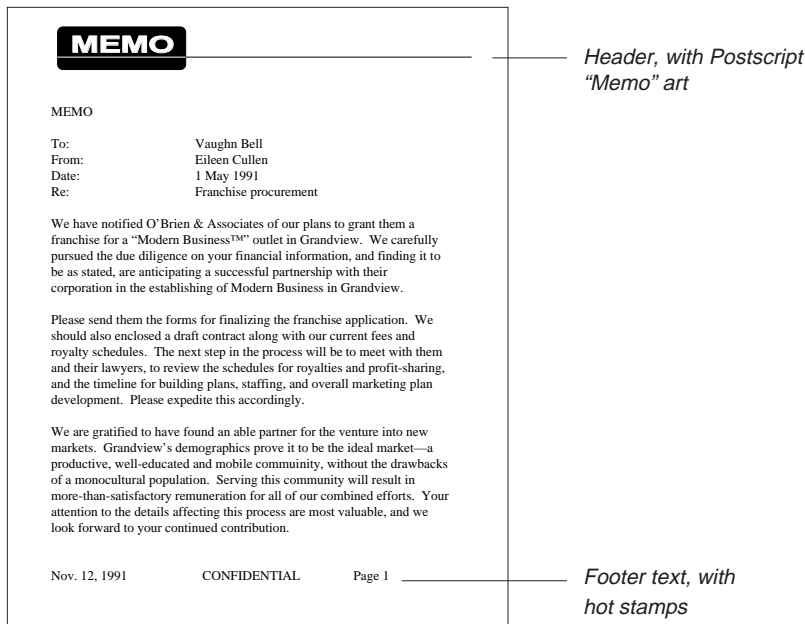 MEMO
Header, with Postscript
“Memo” art
MEMO
To: Vaughn Bell
From: Eileen Cullen
Date: 1 May 1991
Re: Franchise procurement
We have notified O’Brien & Associates of our plans to grant them a
franchise for a “Modern Business™” outlet in Grandview.  We carefully
pursued the due diligence on your financial information, and finding it to
be as stated, are anticipating a successful partnership with their
corporation in the establishing of Modern Business in Grandview.
Please send them the forms for finalizing the franchise application.  We
should also enclosed a draft contract along with our current fees and
royalty schedules.  The next step in the process will be to meet with them
and their lawyers, to review the schedules for royalties and profit-sharing,
and the timeline for building plans, staffing, and overall marketing plan
development.  Please expedite this accordingly.
We are gratified to have found an able partner for the venture into new
markets.  Grandview’s demographics prove it to be the ideal market—a
productive, well-educated and mobile commuinity, without the drawbacks
of a monocultural population.  Serving this community will result in
more-than-satisfactory remuneration for all of our combined efforts.  Your
attention to the details affecting this process are most valuable, and we
look forward to your continued contribution.
Nov. 12, 1991 CONFIDENTIAL Page 1
Footer text, with
hot stamps